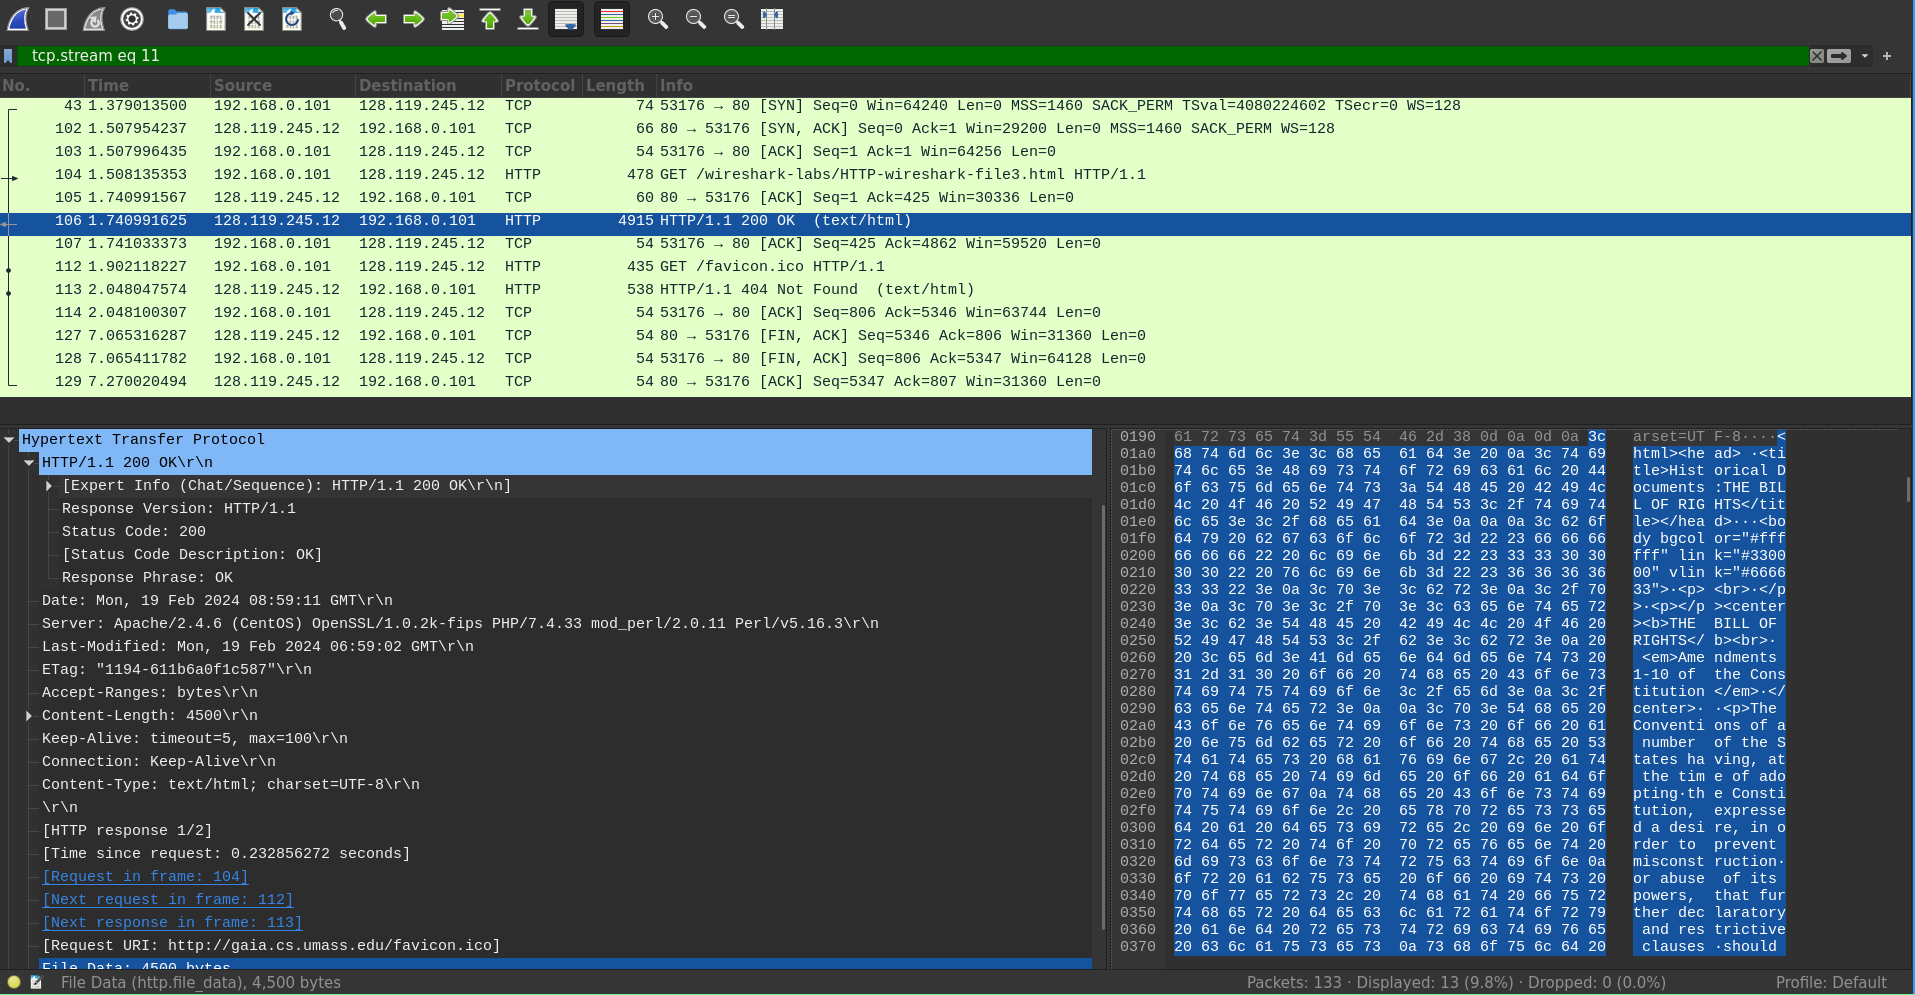 tcp.stream eq 11
No. Time Source Destination Protocol Length Info
43 1.379013500 192.168.0.101 128.119.245.12 TCP 74 53176 → 80 [SYN] Seq=0 Win=64240 Len=0 MSS=1460 SACK_PERM TSval=4080224602 TSecr=0 WS=128
102 1.507954237 128.119.245.12 192.168.0.101 TCP 66 80 → 53176 [SYN, ACK] Seq=0 Ack=1 Win=29200 Len=0 MSS=1460 SACK_PERM WS=128
103 1.507996435 192.168.0.101 128.119.245.12 TCP 54 53176 → 80 [ACK] Seq=1 Ack=1 Win=64256 Len=0
104 1.508135353 192.168.0.101 128.119.245.12 HTTP 478 GET /wireshark-labs/HTTP-wireshark-file3.html HTTP/1.1
105 1.740991567 128.119.245.12 192.168.0.101 TCP 60 80 → 53176 [ACK] Seq=1 Ack=425 Win=30336 Len=0
106 1.740991625 128.119.245.12 192.168.0.101 HTTP 4915 HTTP/1.1 200 OK  (text/html)
107 1.741033373 192.168.0.101 128.119.245.12 TCP 54 53176 → 80 [ACK] Seq=425 Ack=4862 Win=59520 Len=0
112 1.902118227 192.168.0.101 128.119.245.12 HTTP 435 GET /favicon.ico HTTP/1.1
113 2.048047574 128.119.245.12 192.168.0.101 HTTP 538 HTTP/1.1 404 Not Found  (text/html)
114 2.048100307 192.168.0.101 128.119.245.12 TCP 54 53176 → 80 [ACK] Seq=806 Ack=5346 Win=63744 Len=0
127 7.065316287 128.119.245.12 192.168.0.101 TCP 54 80 → 53176 [FIN, ACK] Seq=5346 Ack=806 Win=31360 Len=0
128 7.065411782 192.168.0.101 128.119.245.12 TCP 54 53176 → 80 [FIN, ACK] Seq=806 Ack=5347 Win=64128 Len=0
129 7.270020494 128.119.245.12 192.168.0.101 TCP 54 80 → 53176 [ACK] Seq=5347 Ack=807 Win=31360 Len=0
Hypertext Transfer Protocol
HTTP/1.1 200 OK\r\n
[Expert Info (Chat/Sequence): HTTP/1.1 200 OK\r\n]
Response Version: HTTP/1.1
Status Code: 200
[Status Code Description: OK]
Response Phrase: OK
Date: Mon, 19 Feb 2024 08:59:11 GMT\r\n
Server: Apache/2.4.6 (CentOS) OpenSSL/1.0.2k-fips PHP/7.4.33 mod_perl/2.0.11 Perl/v5.16.3\r\n
Last-Modified: Mon, 19 Feb 2024 06:59:02 GMT\r\n
ETag: "1194-611b6a0f1c587"\r\n
Accept-Ranges: bytes\r\n
Content-Length: 4500\r\n
Keep-Alive: timeout=5, max=100\r\n
Connection: Keep-Alive\r\n
Content-Type: text/html; charset=UTF-8\r\n
\r\n
[HTTP response 1/2]
[Time since request: 0.232856272 seconds]
[Request in frame: 104]
[Next request in frame: 112]
[Next response in frame: 113]
[Request URI: http://gaia.cs.umass.edu/favicon.ico]
File Data: 4500 bytes
0190 61 72 73 65 74 3d 55 54 46 2d 38 0d 0a 0d 0a 3c arset=UT F-8····<
01a0 68 74 6d 6c 3e 3c 68 65 61 64 3e 20 0a 3c 74 69 html><he ad> ·<ti
01b0 74 6c 65 3e 48 69 73 74 6f 72 69 63 61 6c 20 44 tle>Hist orical D
01c0 6f 63 75 6d 65 6e 74 73 3a 54 48 45 20 42 49 4c ocuments :THE BIL
01d0 4c 20 4f 46 20 52 49 47 48 54 53 3c 2f 74 69 74 L OF RIG HTS</tit
01e0 6c 65 3e 3c 2f 68 65 61 64 3e 0a 0a 0a 3c 62 6f le></hea d>···<bo
01f0 64 79 20 62 67 63 6f 6c 6f 72 3d 22 23 66 66 66 dy bgcol or="#fff
0200 66 66 66 22 20 6c 69 6e 6b 3d 22 23 33 33 30 30 fff" lin k="#3300
0210 30 30 22 20 76 6c 69 6e 6b 3d 22 23 36 36 36 36 00" vlin k="#6666
0220 33 33 22 3e 0a 3c 70 3e 3c 62 72 3e 0a 3c 2f 70 33">·<p> <br>·</p
0230 3e 0a 3c 70 3e 3c 2f 70 3e 3c 63 65 6e 74 65 72 >·<p></p ><center
0240 3e 3c 62 3e 54 48 45 20 42 49 4c 4c 20 4f 46 20 ><b>THE BILL OF
0250 52 49 47 48 54 53 3c 2f 62 3e 3c 62 72 3e 0a 20 RIGHTS</ b><br>·
0260 20 3c 65 6d 3e 41 6d 65 6e 64 6d 65 6e 74 73 20 <em>Ame ndments
0270 31 2d 31 30 20 6f 66 20 74 68 65 20 43 6f 6e 73 1-10 of the Cons
0280 74 69 74 75 74 69 6f 6e 3c 2f 65 6d 3e 0a 3c 2f titution </em>·</
0290 63 65 6e 74 65 72 3e 0a 0a 3c 70 3e 54 68 65 20 center>· ·<p>The
02a0 43 6f 6e 76 65 6e 74 69 6f 6e 73 20 6f 66 20 61 Conventi ons of a
02b0 20 6e 75 6d 62 65 72 20 6f 66 20 74 68 65 20 53 number of the S
02c0 74 61 74 65 73 20 68 61 76 69 6e 67 2c 20 61 74 tates ha ving, at
02d0 20 74 68 65 20 74 69 6d 65 20 6f 66 20 61 64 6f the tim e of ado
02e0 70 74 69 6e 67 0a 74 68 65 20 43 6f 6e 73 74 69 pting·th e Consti
02f0 74 75 74 69 6f 6e 2c 20 65 78 70 72 65 73 73 65 tution, expresse
0300 64 20 61 20 64 65 73 69 72 65 2c 20 69 6e 20 6f d a desi re, in o
0310 72 64 65 72 20 74 6f 20 70 72 65 76 65 6e 74 20 rder to prevent
0320 6d 69 73 63 6f 6e 73 74 72 75 63 74 69 6f 6e 0a misconst ruction·
0330 6f 72 20 61 62 75 73 65 20 6f 66 20 69 74 73 20 or abuse of its
0340 70 6f 77 65 72 73 2c 20 74 68 61 74 20 66 75 72 powers, that fur
0350 74 68 65 72 20 64 65 63 6c 61 72 61 74 6f 72 79 ther dec laratory
0360 20 61 6e 64 20 72 65 73 74 72 69 63 74 69 76 65 and res trictive
0370 20 63 6c 61 75 73 65 73 0a 73 68 6f 75 6c 64 20 clauses ·should
File Data (http.file_data), 4,500 bytes
Packets: 133 · Displayed: 13 (9.8%) · Dropped: 0 (0.0%)
Profile: Default